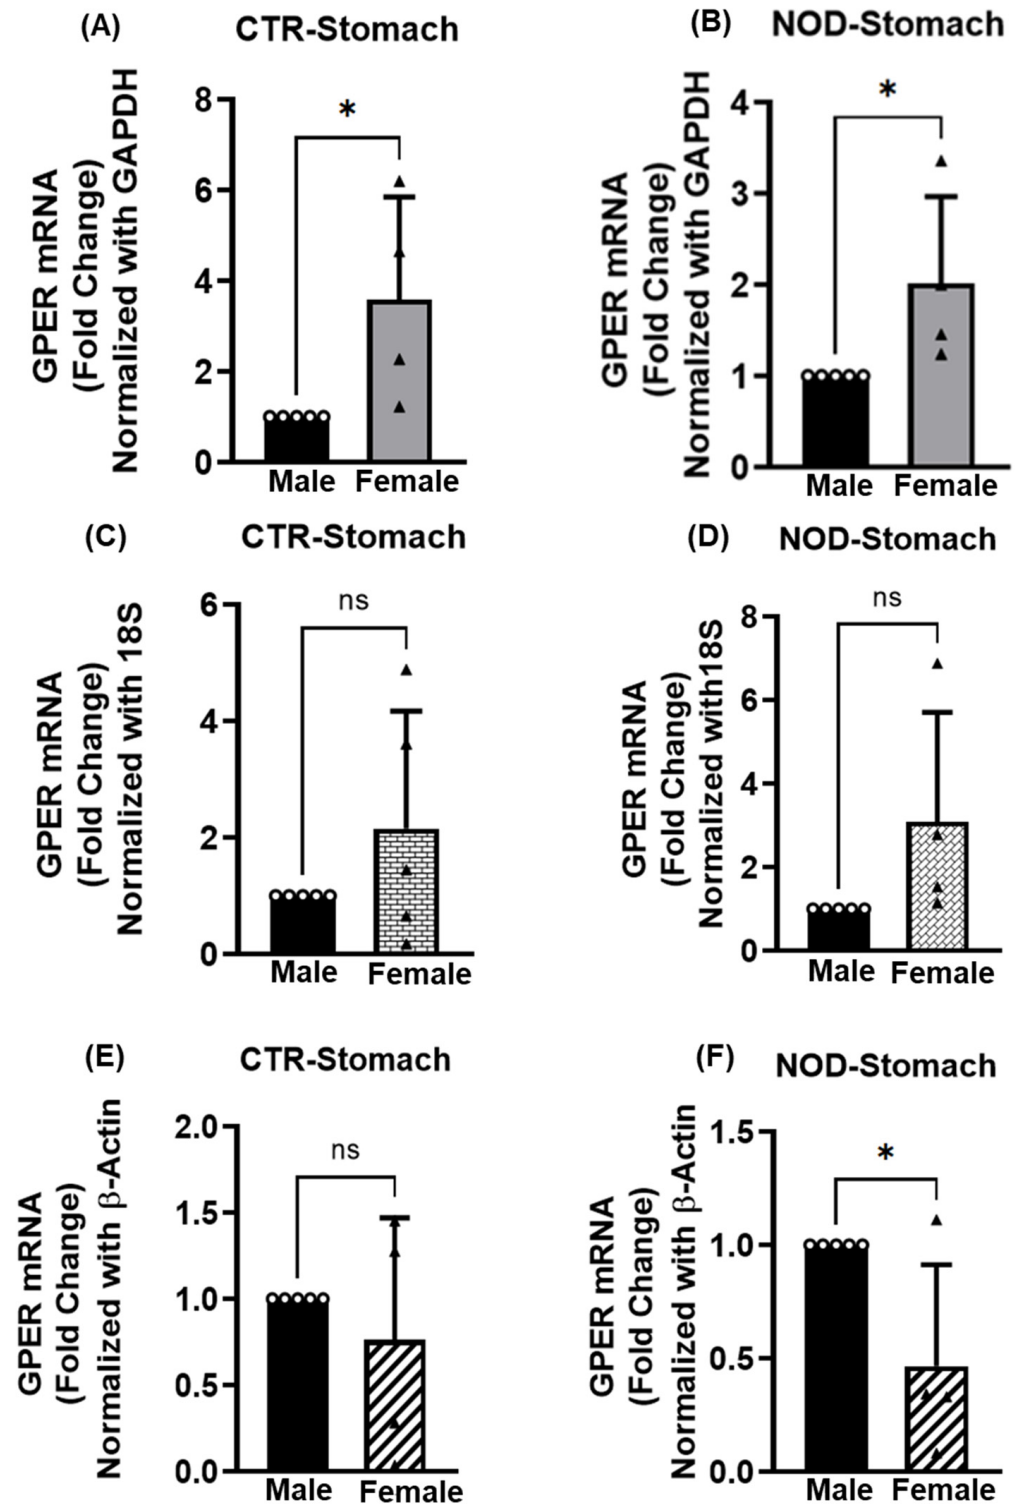 (A) CTR-Stomach
GPER mRNA
(Fold Change)
Normalized with GAPDH
8
6
4
2
0
*
Male Female
(B) NOD-Stomach
GPER mRNA
(Fold Change)
Normalized with GAPDH
4
3
2
1
0
*
Male Female
(C) CTR-Stomach
GPER mRNA
(Fold Change)
Normalized with 18S
6
4
2
0
ns
Male Female
(D) NOD-Stomach
GPER mRNA
(Fold Change)
Normalized with18S
8
6
4
2
0
ns
Male Female
(E) CTR-Stomach
GPER mRNA
(Fold Change)
Normalized with β-Actin
2.0
1.5
1.0
0.5
0.0
ns
Male Female
(F) NOD-Stomach
GPER mRNA
(Fold Change)
Normalized with β-Actin
1.5
1.0
0.5
0.0
*
Male Female